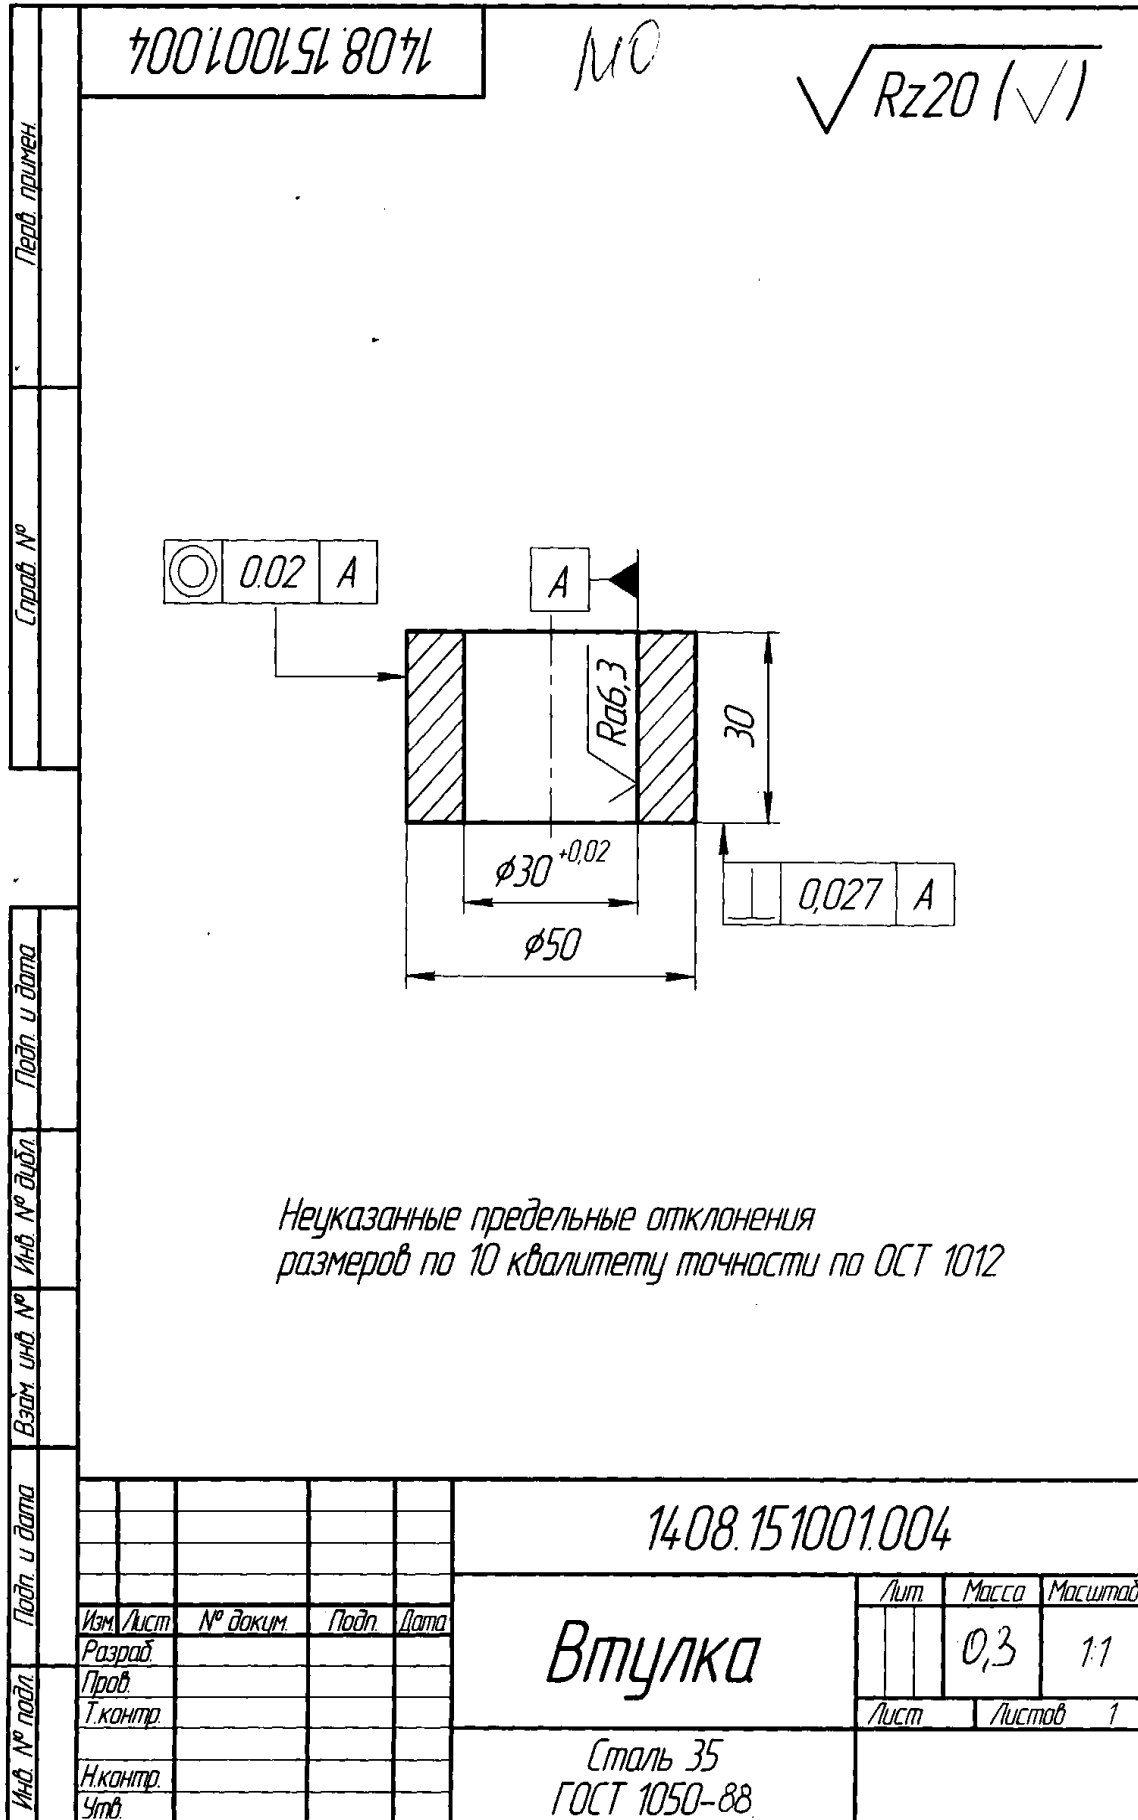 14.08.151001.004
МО
Rz20 (√)
Перв. примен.
Справ. №
0.02 А
А
Ra6,3
30
ϕ30 +0,02
0,027 А
ϕ50
Подп. и дата
Инв. № дубл.
Взам. инв. №
Подп. и дата
Инв. № подл.
Неуказанные предельные отклонения
размеров по 10 квалитету точности по ОСТ 1012
14.08.151001.004
Изм. Лист № докум. Подп. Дата
Разраб.
Пров.
Т.контр.
Н.контр.
Утв.
Втулка
Лит. Масса Масштаб
0,3 1:1
Лист Листов 1
Сталь 35
ГОСТ 1050-88